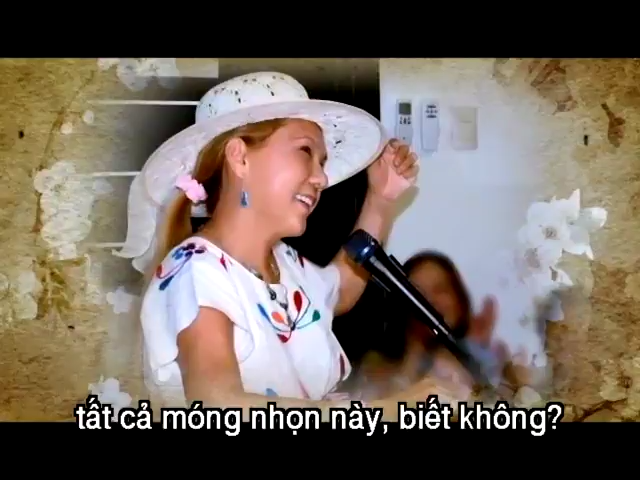 tất cả móng nhọn này, biết không?